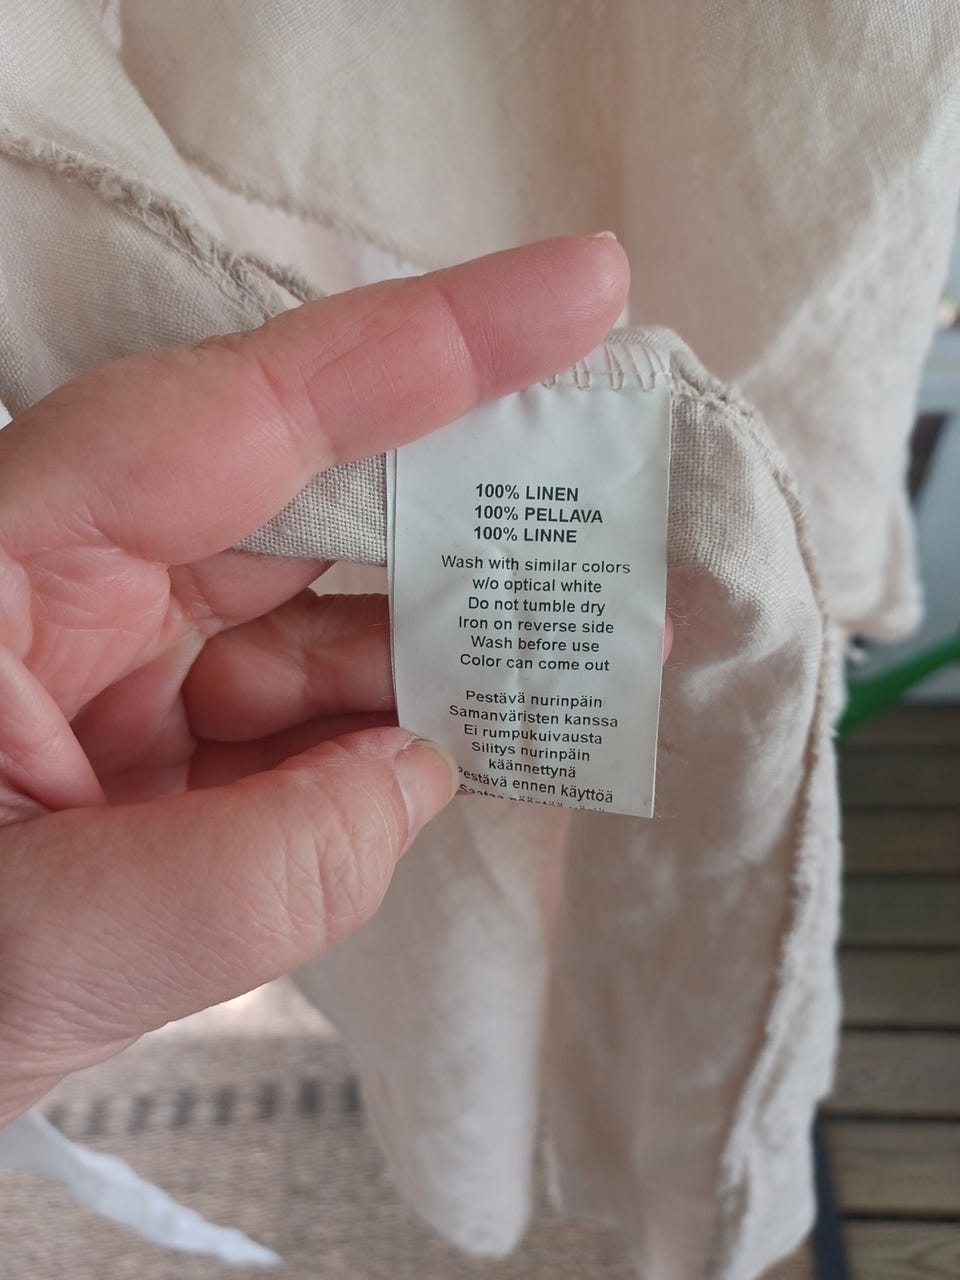 100% LINEN
100% PELLAVA
100% LINNE
Wash with similar colors
w/o optical white
Do not tumble dry
Iron on reverse side
Wash before use
Color can come out
Pestävä nurinpäin
Samanväristen kanssa
Ei rumpukuivausta
Silitys nurinpäin
käännettynä
Pestävä ennen käyttöä